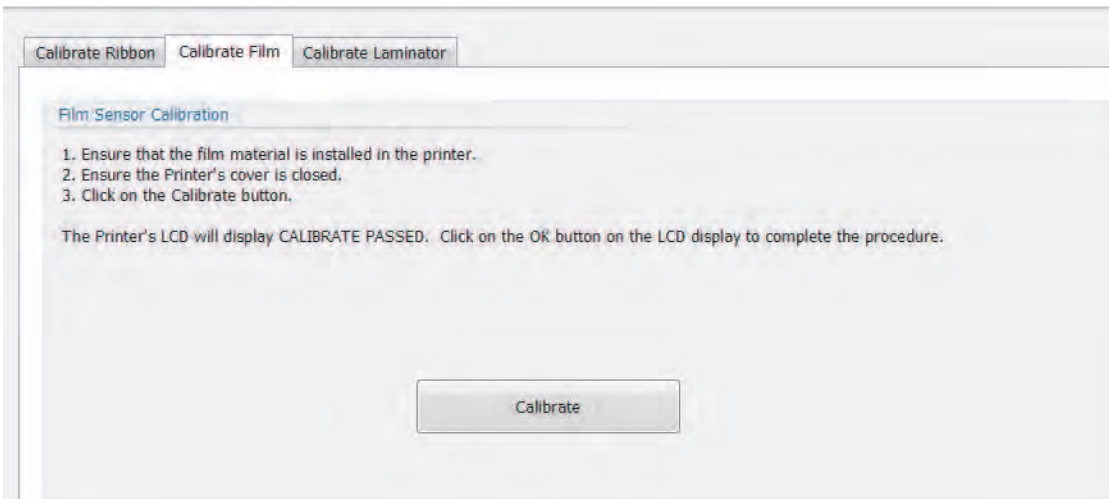 Calibrate Ribbon Calibrate Film Calibrate Laminator
Film Sensor Calibration
1. Ensure that the film material is installed in the printer.
2. Ensure the Printer's cover is closed.
3. Click on the Calibrate button.
The Printer's LCD will display CALIBRATE PASSED. Click on the OK button on the LCD display to complete the procedure.
Calibrate